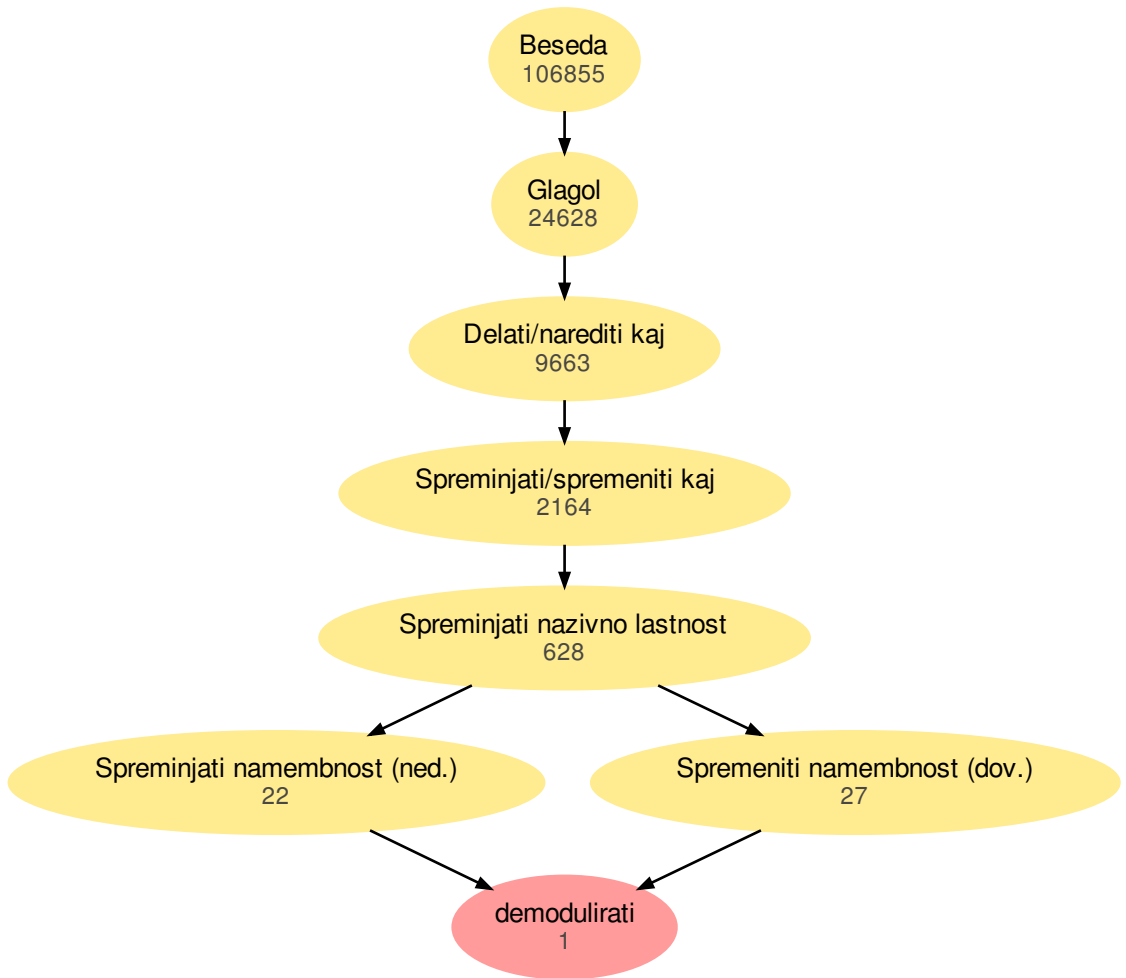 Beseda
106855
Glagol
24628
Delati/narediti kaj
9663
Spreminjati/spremeniti kaj
2164
Spreminjati nazivno lastnost
628
Spreminjati namembnost (ned.)
22
Spremeniti namembnost (dov.)
27
demodulirati
1